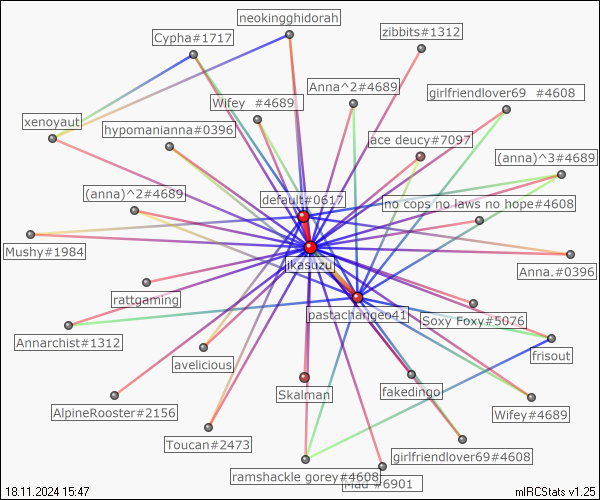 neokingghidorah
Cypha#1717
zibbits#1312
Anna^2#4689
girlfriendlover69 #4608
Wifey #4689
xenoyaut
hypomanianna#0396
ace deucy#7097
(anna)^3#4689
(anna)^2#4689
default#0617
no cops no laws no hope#4608
Mushy#1984
jkasuzu
Anna.#0396
rattgaming
pastachangeo41
Soxy Foxy#5076
Annarchist#1312
frisout
avelicious
Skalman
fakedingo
AlpineRooster#2156
Wifey#4689
Toucan#2473
girlfriendlover69#4608
ramshackle gorey#4608
Mad #6901
18.11.2024 15:47
mIRCStats v1.25